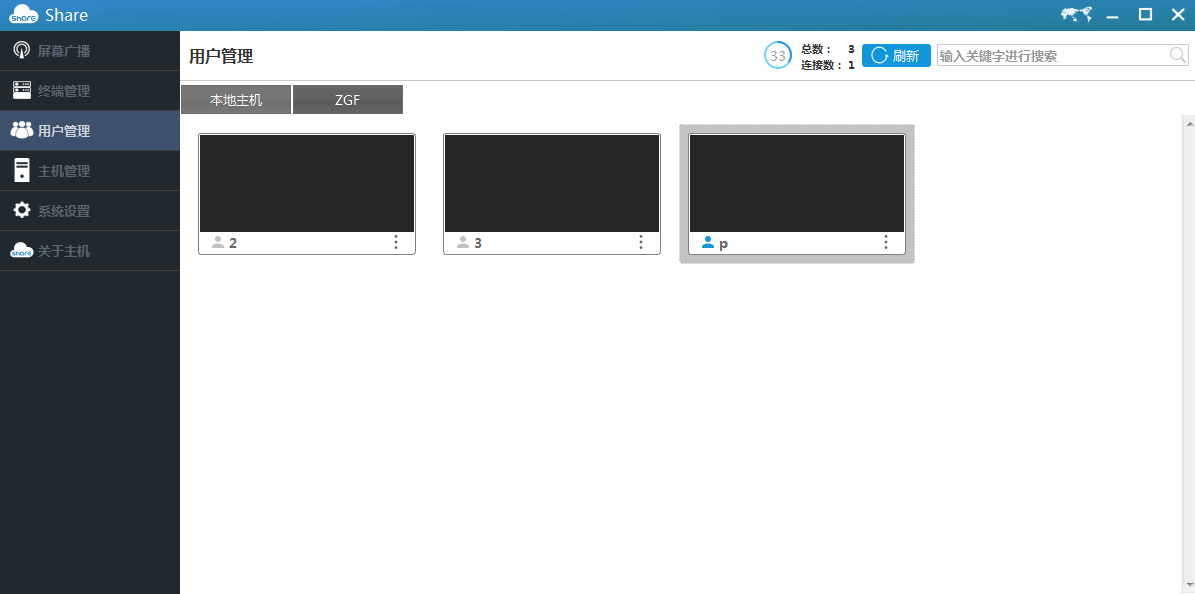 Share Share
屏幕广播
终端管理
用户管理
主机管理
系统设置
Share 关于主机
用户管理
33
总数： 3
连接数： 1
刷新
输入关键字进行搜索
本地主机
ZGF
2
3
p